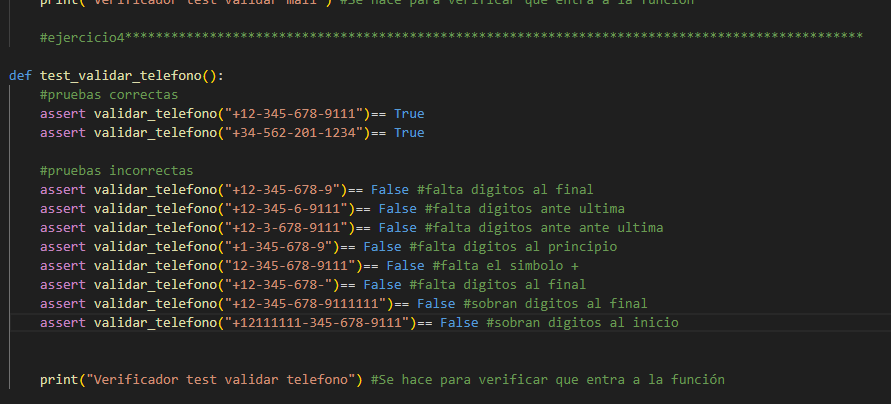 print("Verificador test validar mail") #Se hace para verificar que entra a la función
#ejercicio4************************************************************************************************
def test_validar_telefono():
#pruebas correctas
assert validar_telefono("+12-345-678-9111")== True
assert validar_telefono("+34-562-201-1234")== True
#pruebas incorrectas
assert validar_telefono("+12-345-678-9")== False #falta digitos al final
assert validar_telefono("+12-345-6-9111")== False #falta digitos ante ultima
assert validar_telefono("+12-3-678-9111")== False #falta digitos ante ante ultima
assert validar_telefono("+1-345-678-9")== False #falta digitos al principio
assert validar_telefono("12-345-678-9111")== False #falta el simbolo +
assert validar_telefono("+12-345-678-")== False #falta digitos al final
assert validar_telefono("+12-345-678-9111111")== False #sobran digitos al final
assert validar_telefono("+12111111-345-678-9111")== False #sobran digitos al inicio
print("Verificador test validar telefono") #Se hace para verificar que entra a la función